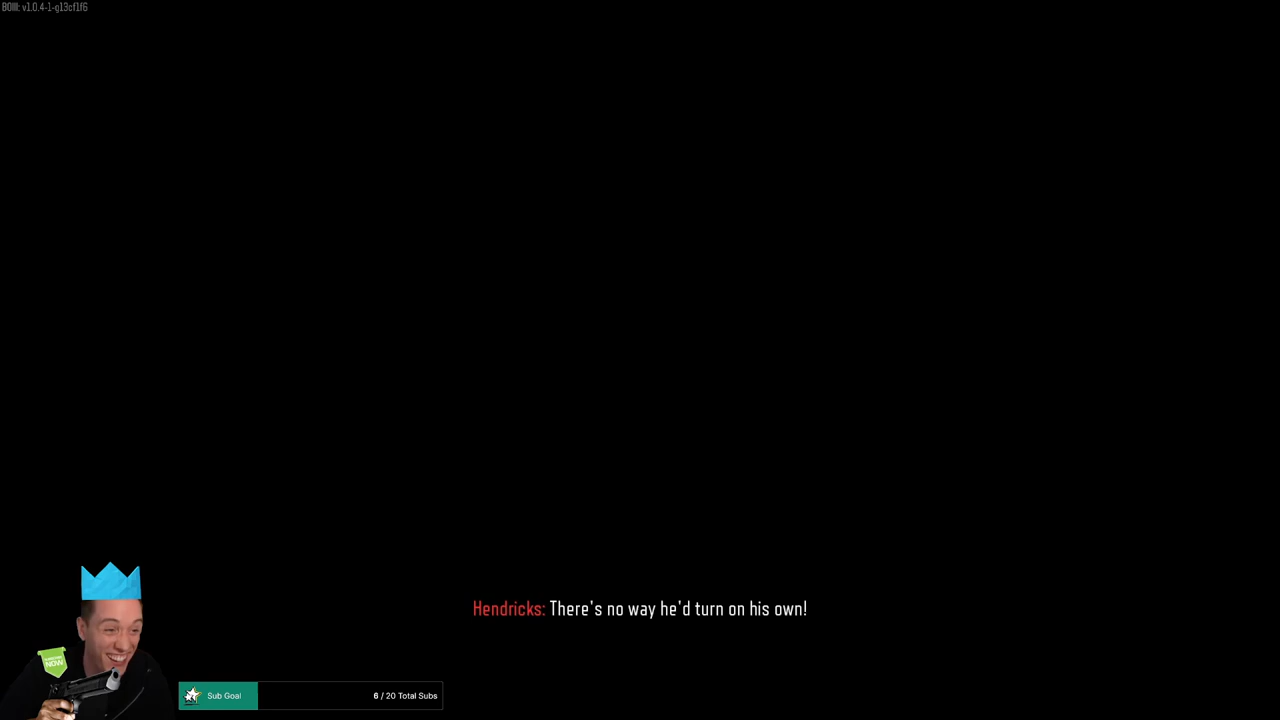 BOIII: v1.0.4-1-g13cf1f6
Hendricks: There's no way he'd turn on his own!
NOW
Sub Goal
6 / 20 Total Subs